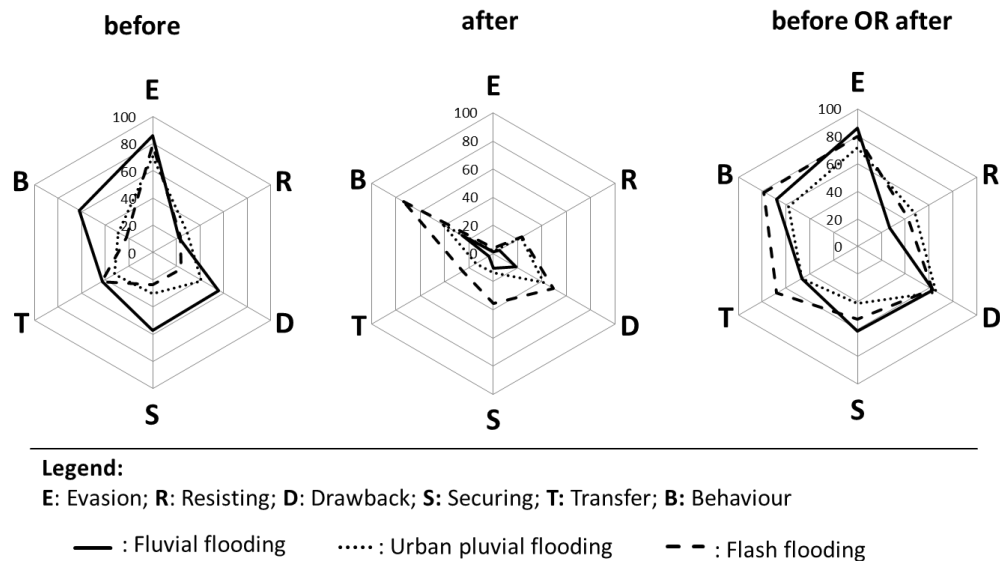 before
after
before OR after
E
100
80
60
40
20
0
B
R
T
D
S
E
100
80
60
40
20
0
B
R
T
D
S
E
100
80
60
40
20
0
B
R
T
D
S
Legend:
E: Evasion; R: Resisting; D: Drawback; S: Securing; T: Transfer; B: Behaviour
: Fluvial flooding : Urban pluvial flooding : Flash flooding